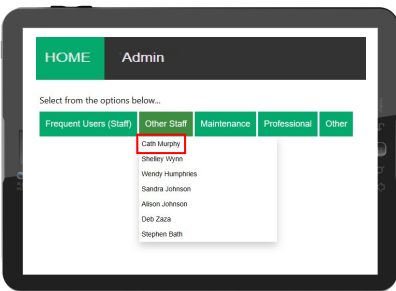 HOME Admin
Select from the options below...
Frequent Users (Staff) Other Staff Maintenance Professional Other
Cath Murphy
Shelley Wynn
Wendy Humphries
Sandra Johnson
Alison Johnson
Deb Zaza
Stephen Bath